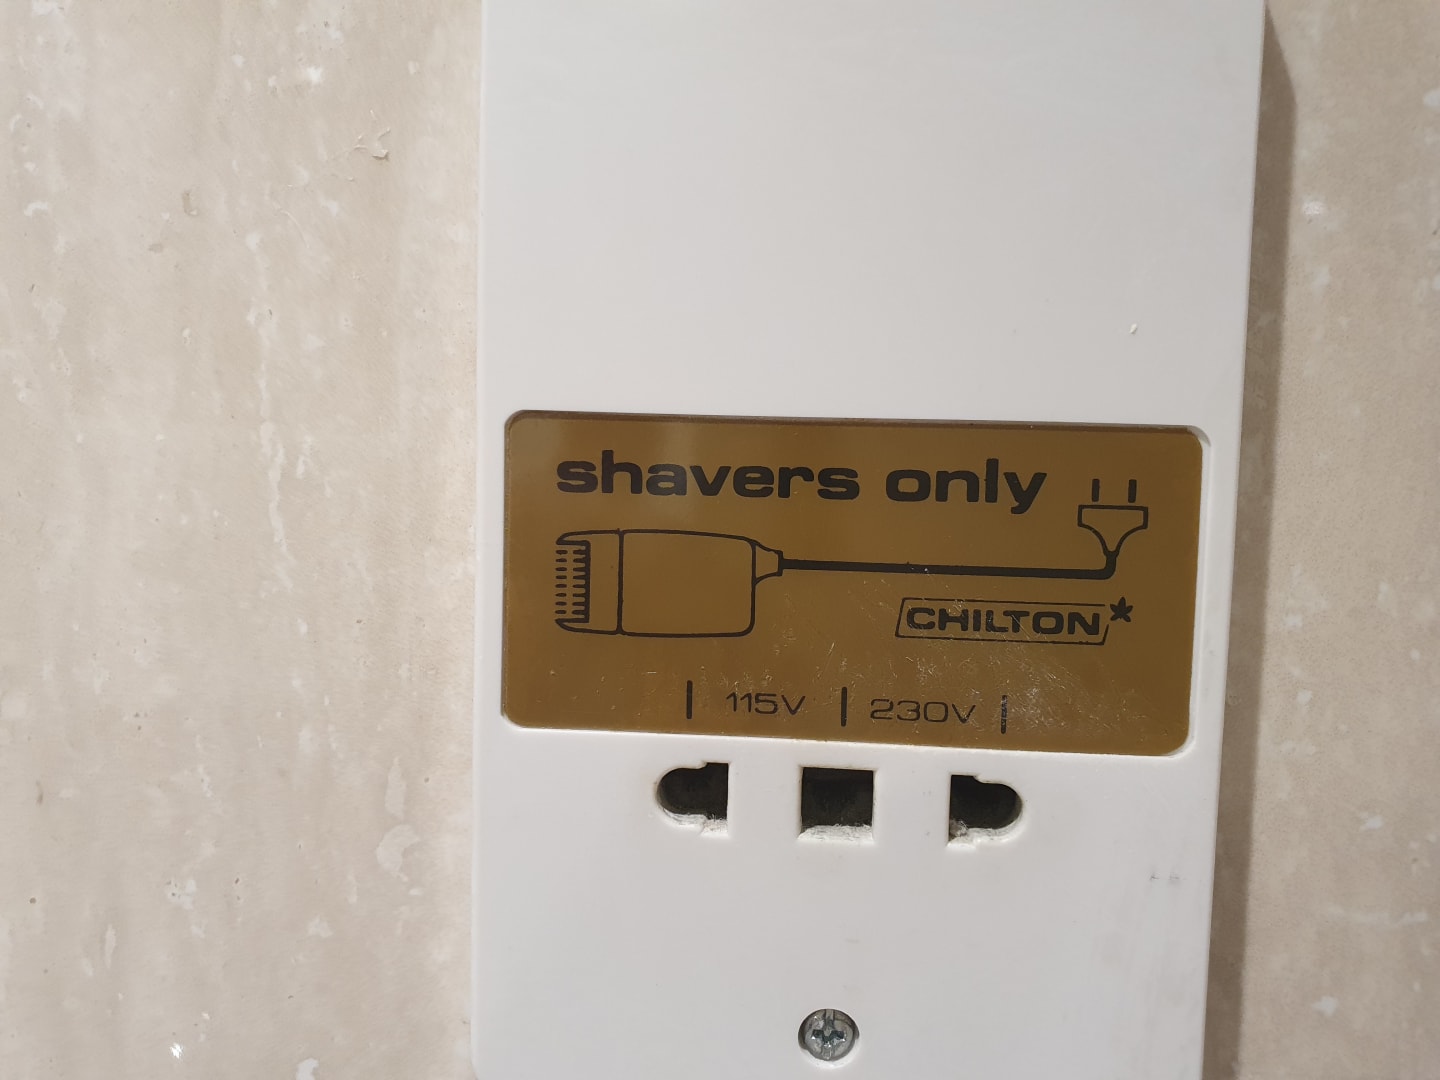 shavers only
CHILTON
115V 230V